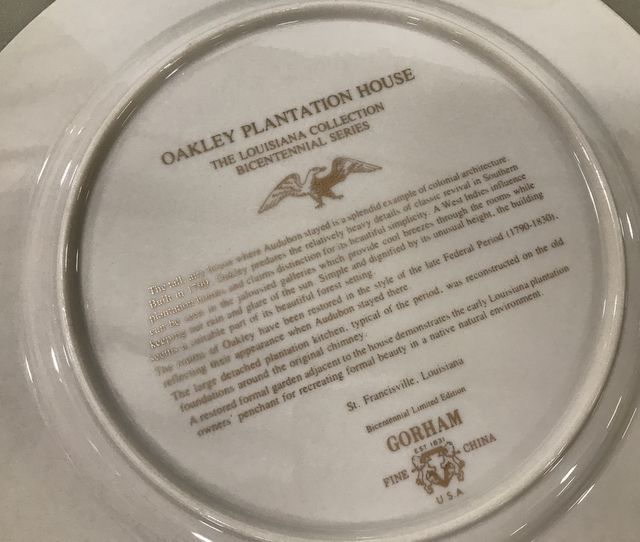 OAKLEY PLANTATION HOUSE
THE LOUISIANA COLLECTION
BICENTENNIAL SERIES
The tall, airy house where Audubon stayed is a splendid example of colonial architecture.
Built in 1799, Oakley predates the relatively heavy details of classic revival in Southern
plantation homes and claims distinction for its beautiful simplicity. A West Indies influence
can be seen in the jalousied galleries which provide cool breezes through the rooms while
keeping out rain and glare of the sun. Simple and dignified by its unusual height, the building
seems a suitable part of its beautiful forest setting.
The rooms of Oakley have been restored in the style of the late Federal Period (1790-1830),
reflecting their appearance when Audubon stayed there.
The large detached plantation kitchen, typical of the period, was reconstructed on the old
foundations around the original chimney.
A restored formal garden adjacent to the house demonstrates the early Louisiana plantation
owners' penchant for recreating formal beauty in a native natural environment.
St. Francisville, Louisiana
Bicentennial Limited Edition
GORHAM
EST 1831
FINE CHINA
USA